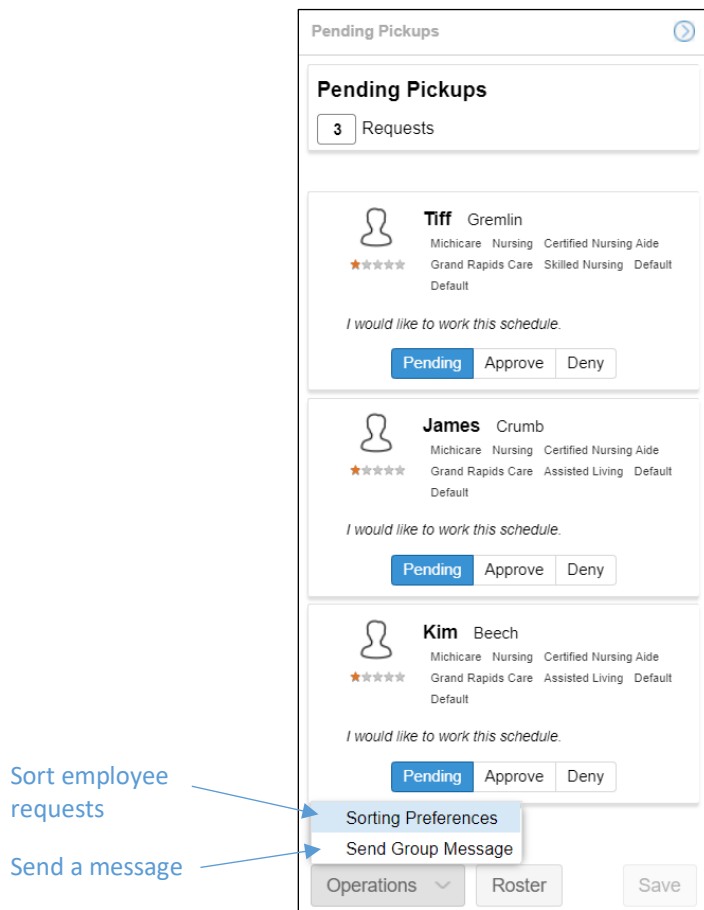 Pending Pickups
Pending Pickups
3 Requests
Tiff Gremlin
Michicare Nursing Certified Nursing Aide
Grand Rapids Care Skilled Nursing Default
Default
I would like to work this schedule.
Pending Approve Deny
James Crumb
Michicare Nursing Certified Nursing Aide
Grand Rapids Care Assisted Living Default
Default
I would like to work this schedule.
Pending Approve Deny
Kim Beech
Michicare Nursing Certified Nursing Aide
Grand Rapids Care Assisted Living Default
Default
I would like to work this schedule.
Pending Approve Deny
Sort employee
requests
Sorting Preferences
Send a message
Send Group Message
Operations Roster Save